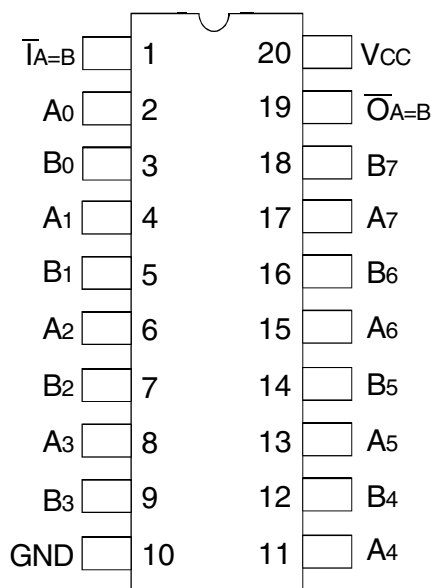 I̅A=B 1 20 VCC
A0 2 19 O̅A=B
B0 3 18 B7
A1 4 17 A7
B1 5 16 B6
A2 6 15 A6
B2 7 14 B5
A3 8 13 A5
B3 9 12 B4
GND 10 11 A4